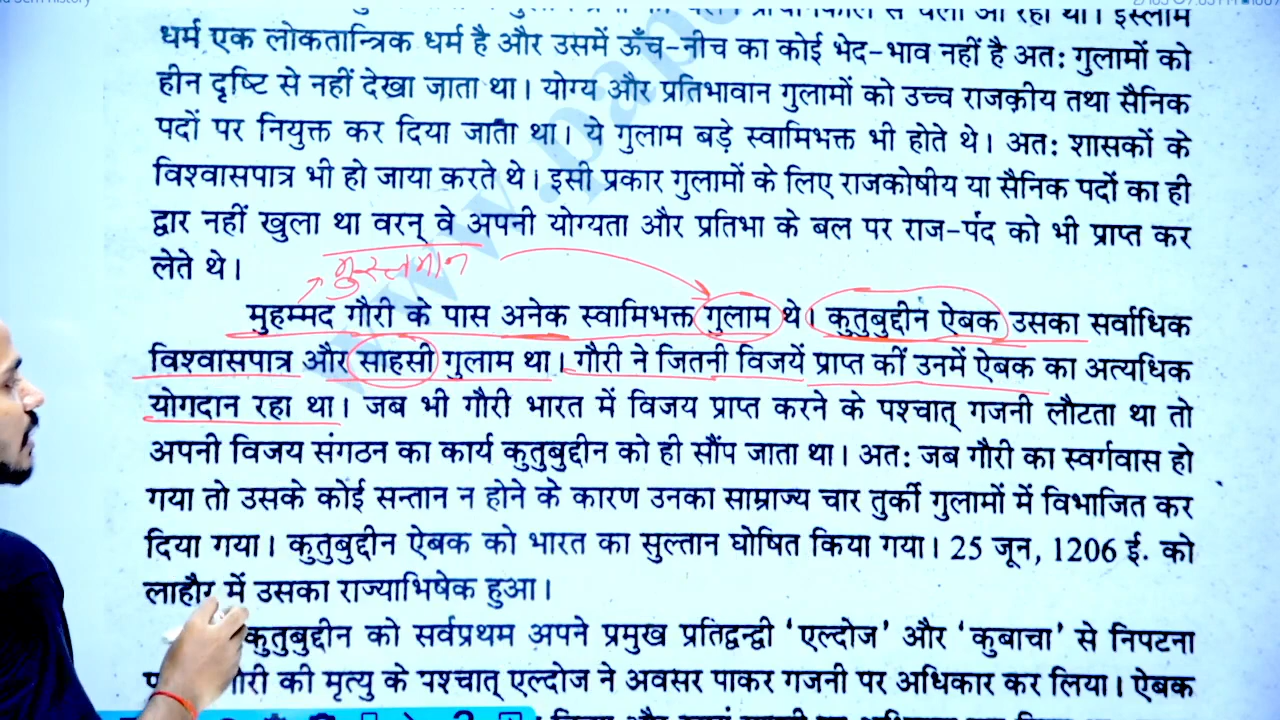 से चला आ रहा था। इस्लाम
धर्म एक लोकतान्त्रिक धर्म है और उसमें ऊँच-नीच का कोई भेद-भाव नहीं है अतः गुलामों को
हीन दृष्टि से नहीं देखा जाता था। योग्य और प्रतिभावान गुलामों को उच्च राजकीय तथा सैनिक
पदों पर नियुक्त कर दिया जाता था। ये गुलाम बड़े स्वामिभक्त भी होते थे। अतः शासकों के
विश्वासपात्र भी हो जाया करते थे। इसी प्रकार गुलामों के लिए राजकोषीय या सैनिक पदों का ही
द्वार नहीं खुला था वरन् वे अपनी योग्यता और प्रतिभा के बल पर राज-पंद को भी प्राप्त कर
लेते थे।
मुसलमान
मुहम्मद गौरी के पास अनेक स्वामिभक्त गुलाम थे। कुतुबुद्दीन ऐबक उसका सर्वाधिक
विश्वासपात्र और साहसी गुलाम था। गौरी ने जितनी विजयें प्राप्त कीं उनमें ऐबक का अत्यधिक
योगदान रहा था। जब भी गौरी भारत में विजय प्राप्त करने के पश्चात् गजनी लौटता था तो
अपनी विजय संगठन का कार्य कुतुबुद्दीन को ही सौंप जाता था। अतः जब गौरी का स्वर्गवास हो
गया तो उसके कोई सन्तान न होने के कारण उनका साम्राज्य चार तुर्की गुलामों में विभाजित कर
दिया गया। कुतुबुद्दीन ऐबक को भारत का सुल्तान घोषित किया गया। 25 जून, 1206 ई. को
लाहौर में उसका राज्याभिषेक हुआ।
कुतुबुद्दीन को सर्वप्रथम अपने प्रमुख प्रतिद्वन्द्वी 'एल्दोज' और 'कुबाचा' से निपटना
की मृत्यु के पश्चात् एल्दोज ने अवसर पाकर गजनी पर अधिकार कर लिया। ऐबक